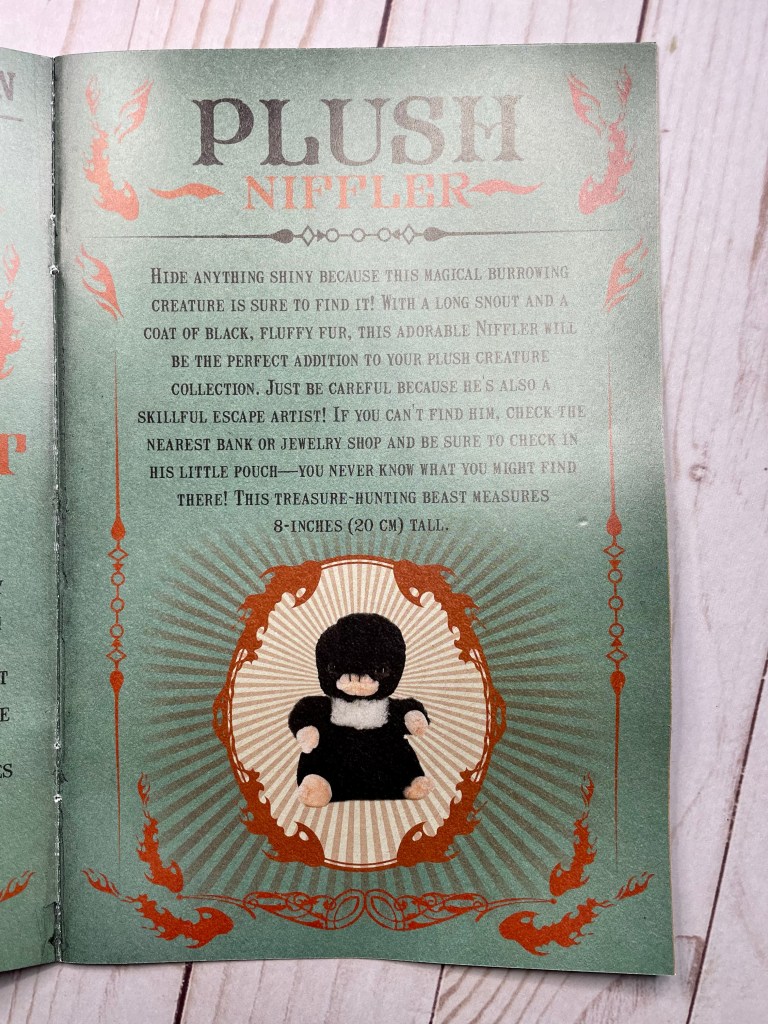 PLUSH
NIFFLER
HIDE ANYTHING SHINY BECAUSE THIS MAGICAL BURROWING
CREATURE IS SURE TO FIND IT! WITH A LONG SNOUT AND A
COAT OF BLACK, FLUFFY FUR, THIS ADORABLE NIFFLER WILL
BE THE PERFECT ADDITION TO YOUR PLUSH CREATURE
COLLECTION. JUST BE CAREFUL BECAUSE HE'S ALSO A
SKILLFUL ESCAPE ARTIST! IF YOU CAN'T FIND HIM, CHECK THE
NEAREST BANK OR JEWELRY SHOP AND BE SURE TO CHECK IN
HIS LITTLE POUCH—YOU NEVER KNOW WHAT YOU MIGHT FIND
THERE! THIS TREASURE-HUNTING BEAST MEASURES
8-INCHES (20 CM) TALL.